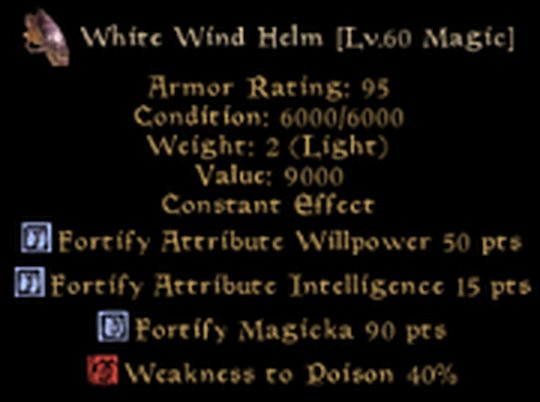 White Wind Helm [Lv.60 Magic]
Armor Rating: 95
Condition: 6000/6000
Weight: 2 (Light)
Value: 9000
Constant Effect
Fortify Attribute Willpower 50 pts
Fortify Attribute Intelligence 15 pts
Fortify Magicka 90 pts
Weakness to Poison 40%